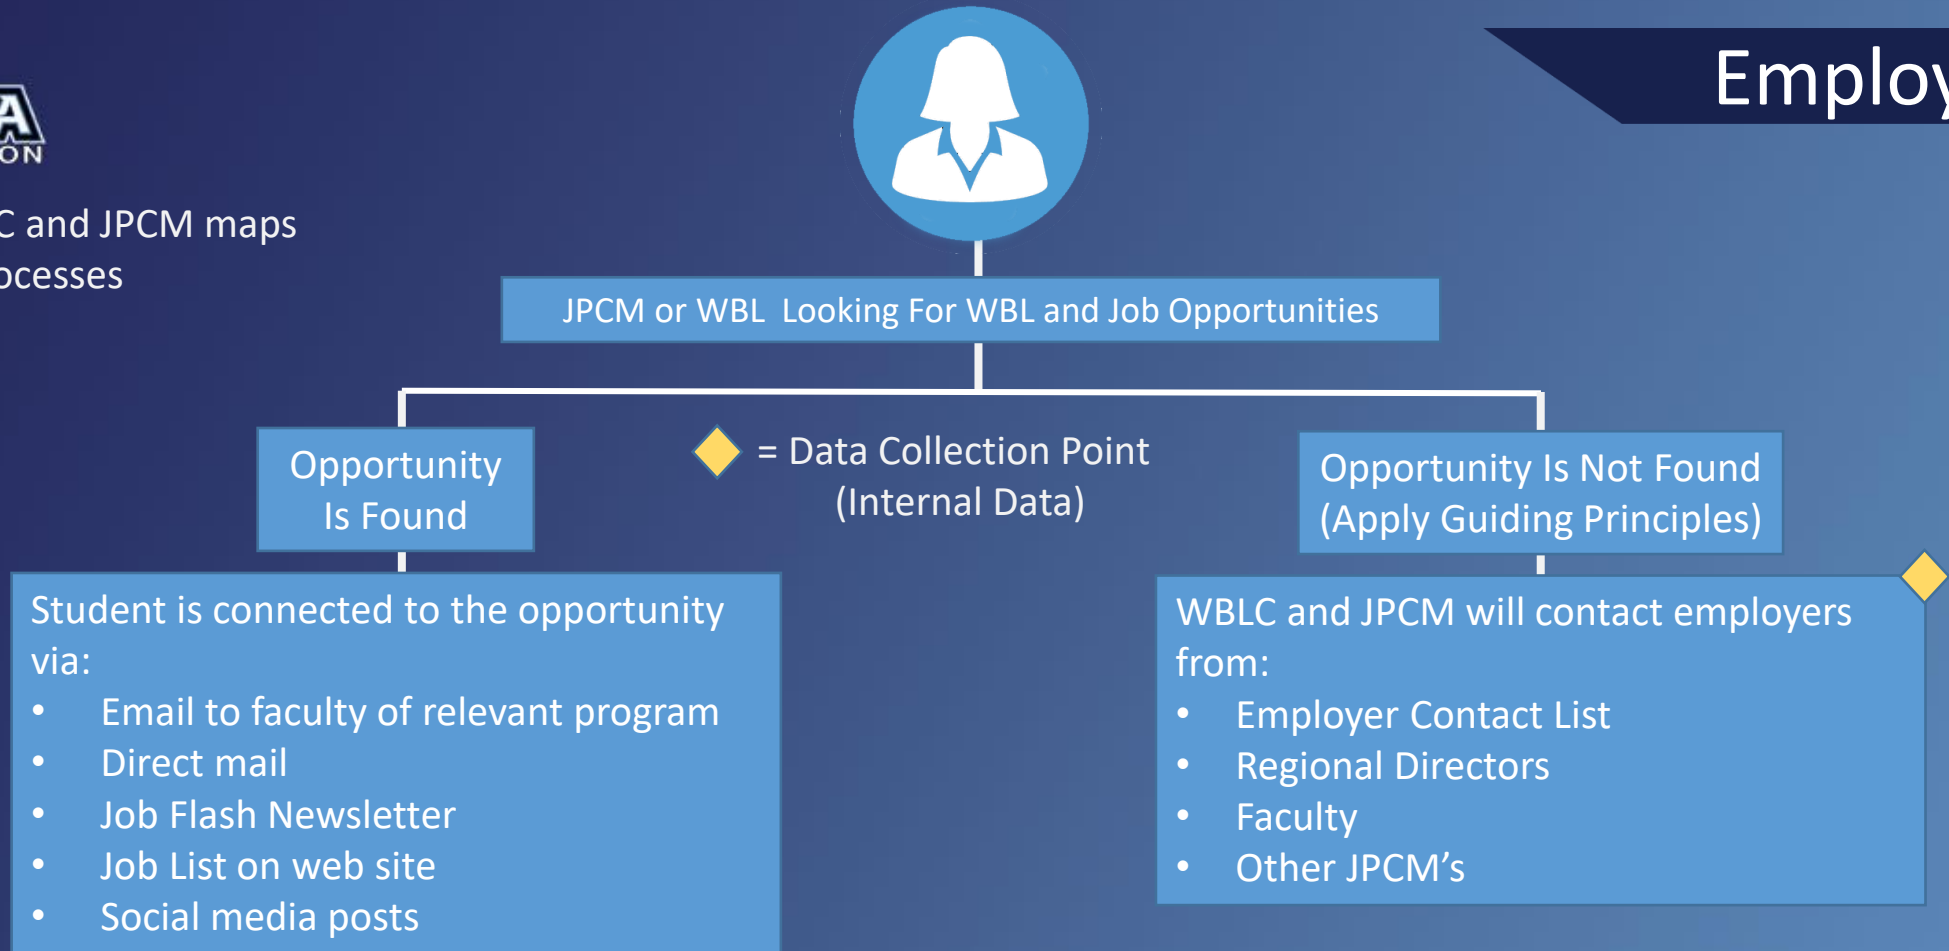 Employ
A
ON
C and JPCM maps
ocesses
JPCM or WBL  Looking For WBL and Job Opportunities
Opportunity
Is Found
= Data Collection Point
(Internal Data)
Opportunity Is Not Found
(Apply Guiding Principles)
Student is connected to the opportunity
via:
• Email to faculty of relevant program
• Direct mail
• Job Flash Newsletter
• Job List on web site
• Social media posts
WBLC and JPCM will contact employers
from:
• Employer Contact List
• Regional Directors
• Faculty
• Other JPCM’s